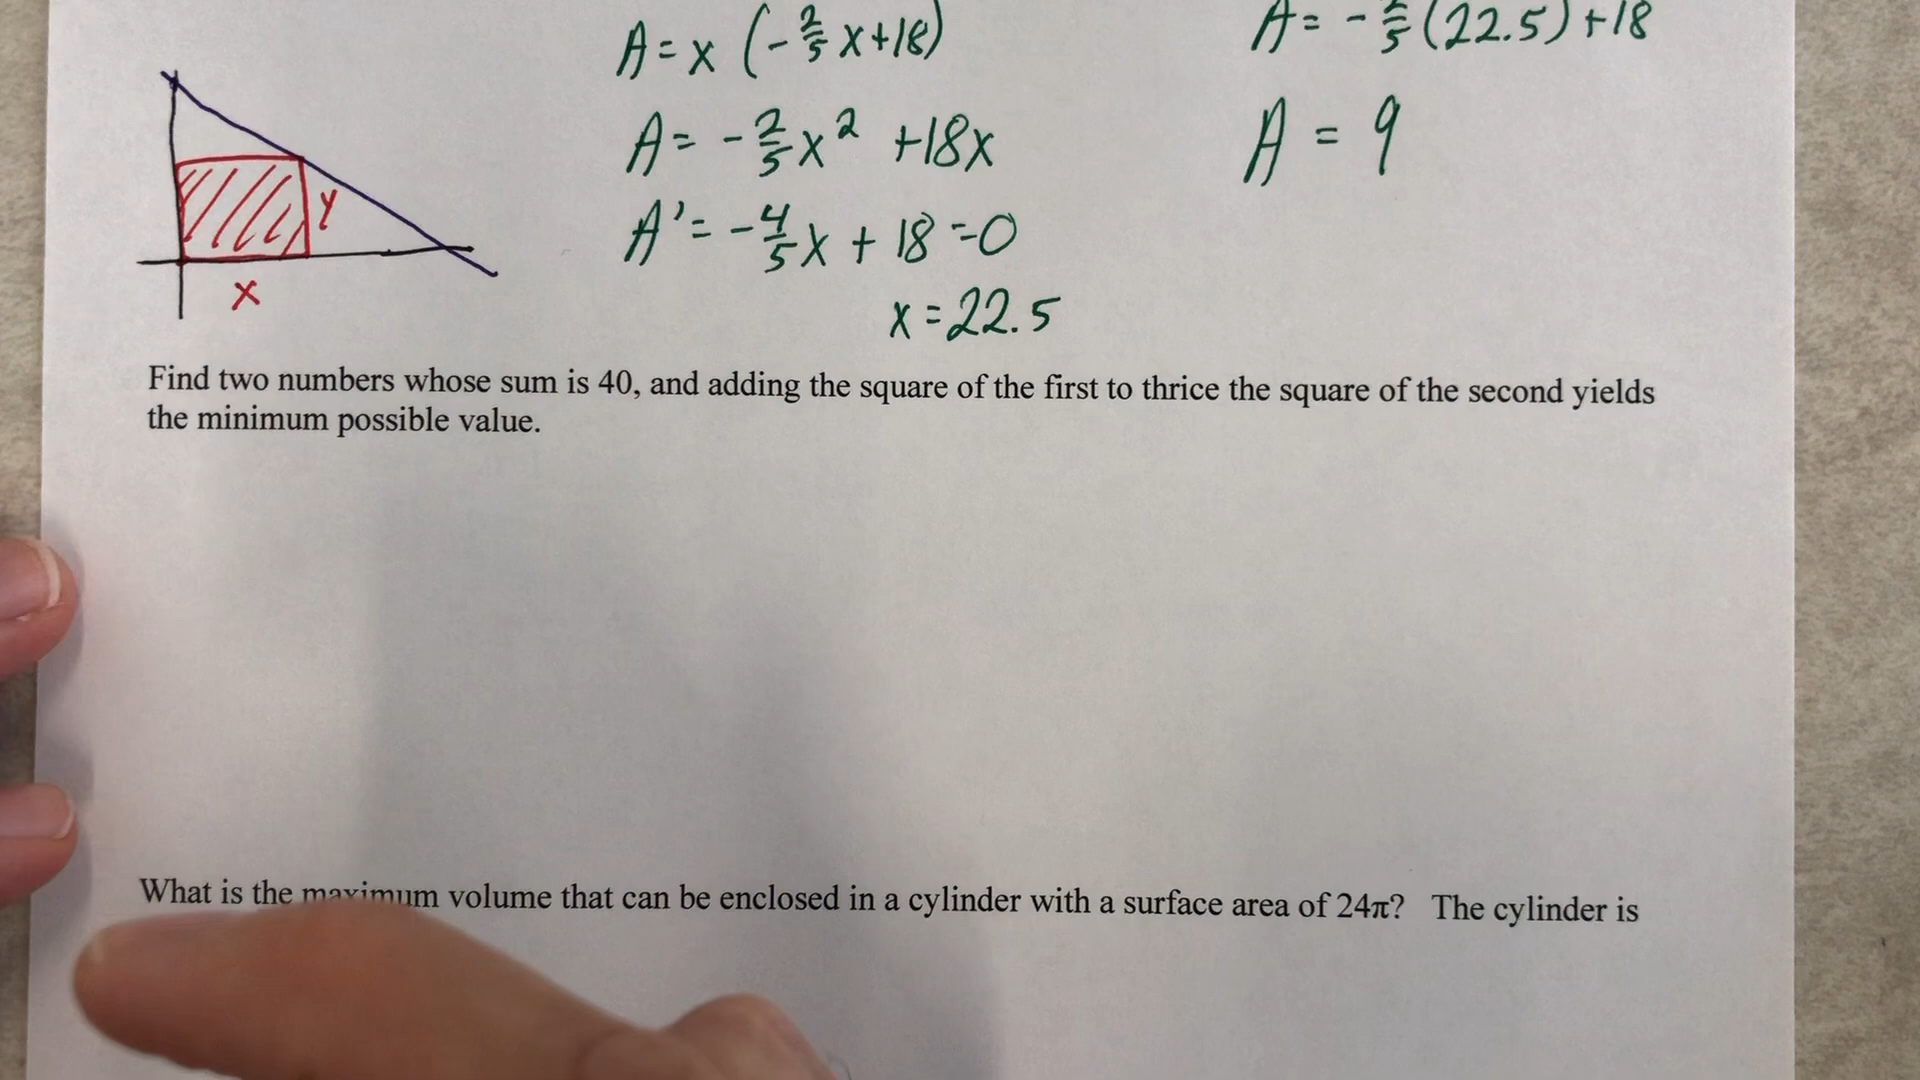 A = x (-2/5 x+18)
A = -2/5 (22.5) +18
A = -2/5 x² +18x
A = 9
y
A' = -4/5 x + 18 =0
x
x = 22.5
Find two numbers whose sum is 40, and adding the square of the first to thrice the square of the second yields
the minimum possible value.
What is the maximum volume that can be enclosed in a cylinder with a surface area of 24π? The cylinder is